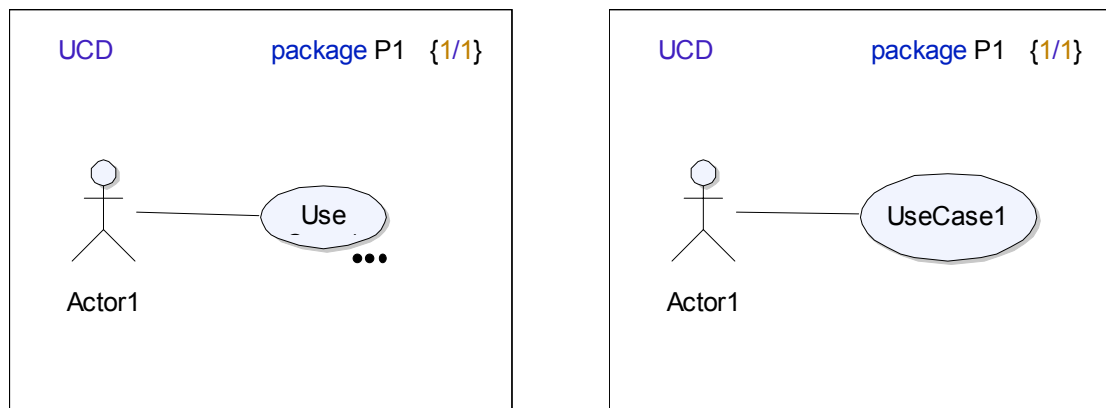 UCD package P1 {1/1}
Use
Actor1
UCD package P1 {1/1}
UseCase1
Actor1